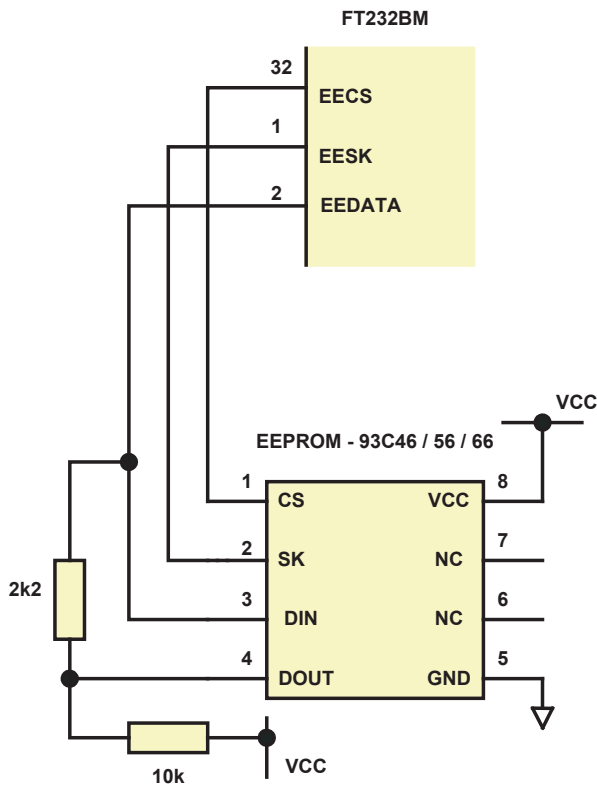 FT232BM
32
EECS
1
EESK
2
EEDATA
VCC
EEPROM - 93C46 / 56 / 66
1
CS
VCC
8
2
SK
NC
7
3
DIN
NC
6
4
DOUT
GND
5
2k2
10k
VCC